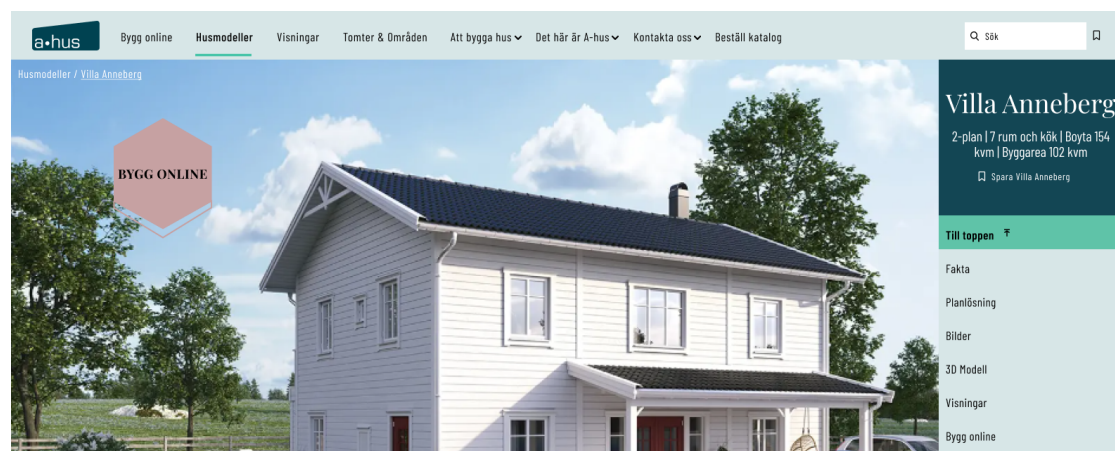 a•hus
Bygg online
Husmodeller
Visningar
Tomter & Områden
Att bygga hus
Det här är A-hus
Kontakta oss
Beställ katalog
Sök
Husmodeller / Villa Anneberg
BYGG ONLINE
Villa Anneberg
2-plan | 7 rum och kök | Boyta 154
kvm | Byggarea 102 kvm
Spara Villa Anneberg
Till toppen
Fakta
Planlösning
Bilder
3D Modell
Visningar
Bygg online